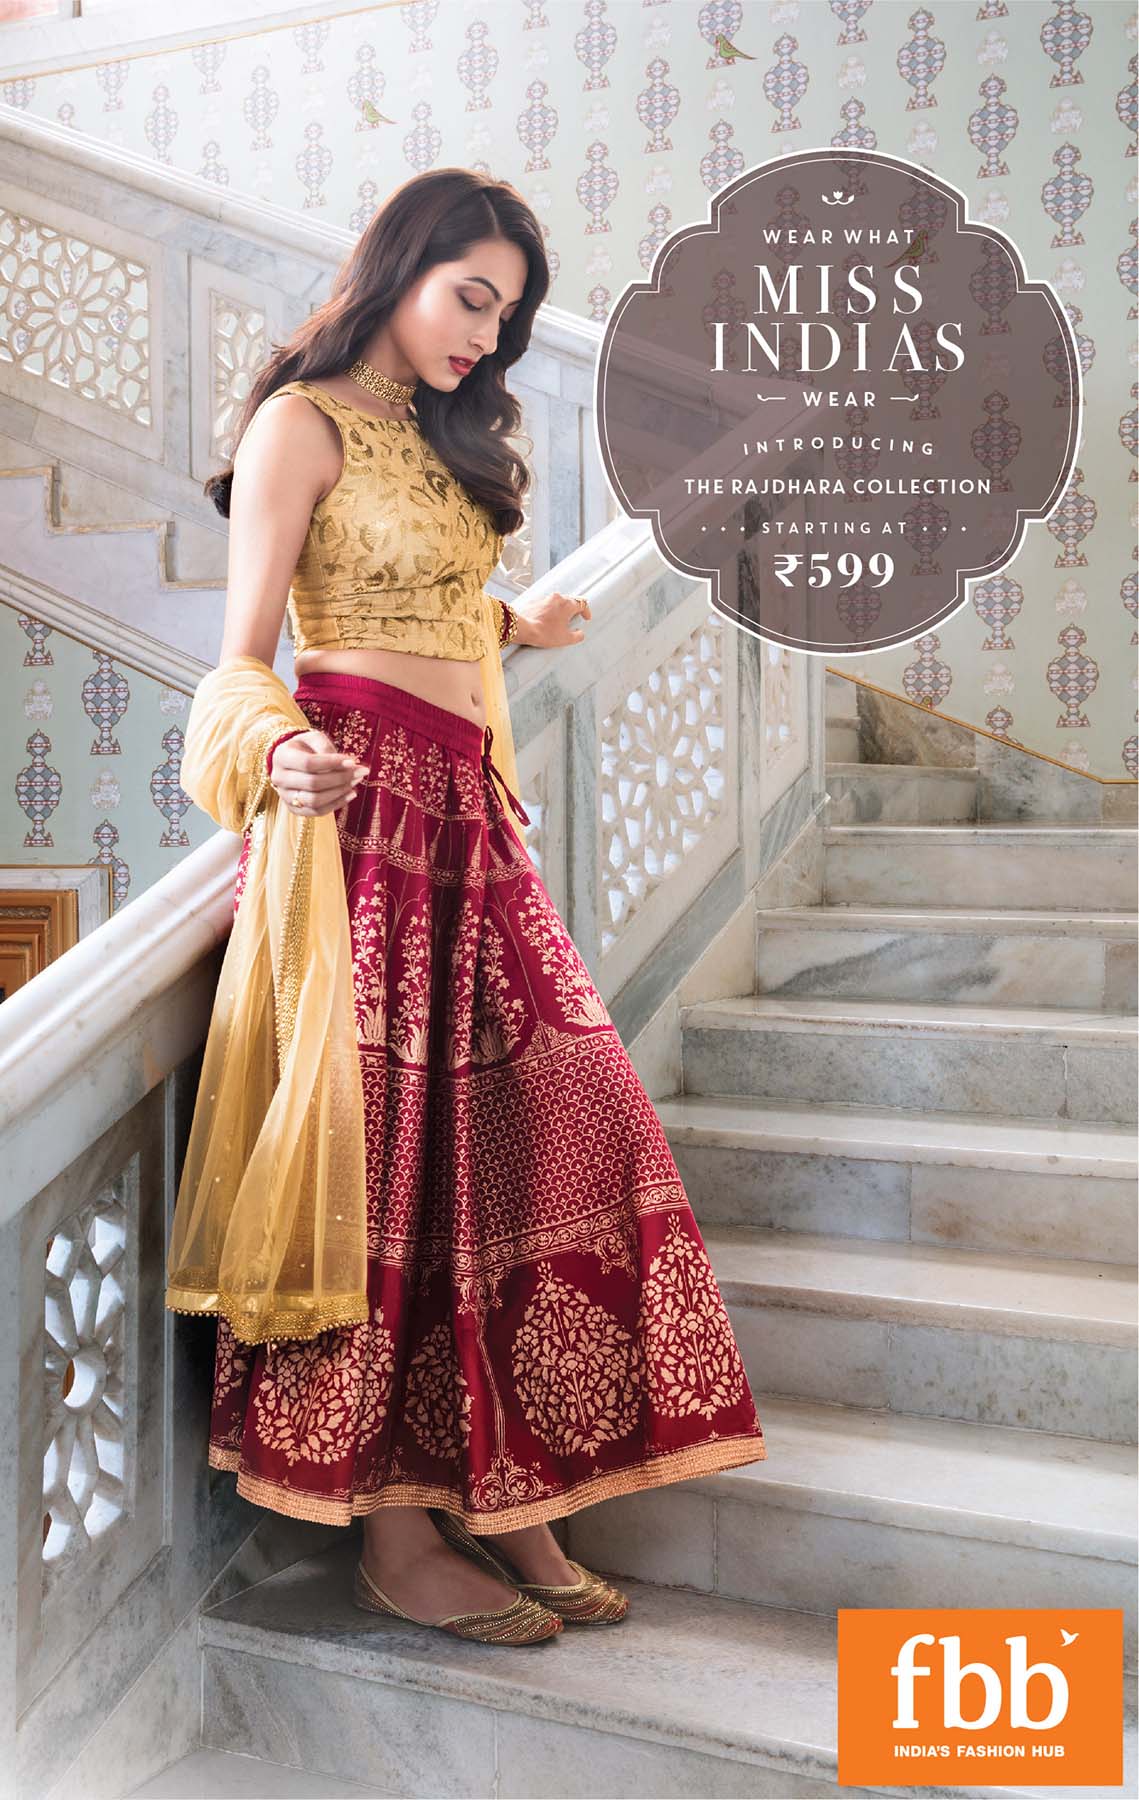 WEAR WHAT
MISS
INDIAS
WEAR
INTRODUCING
THE RAJDHARA COLLECTION
STARTING AT
₹599
fbb
INDIA'S FASHION HUB